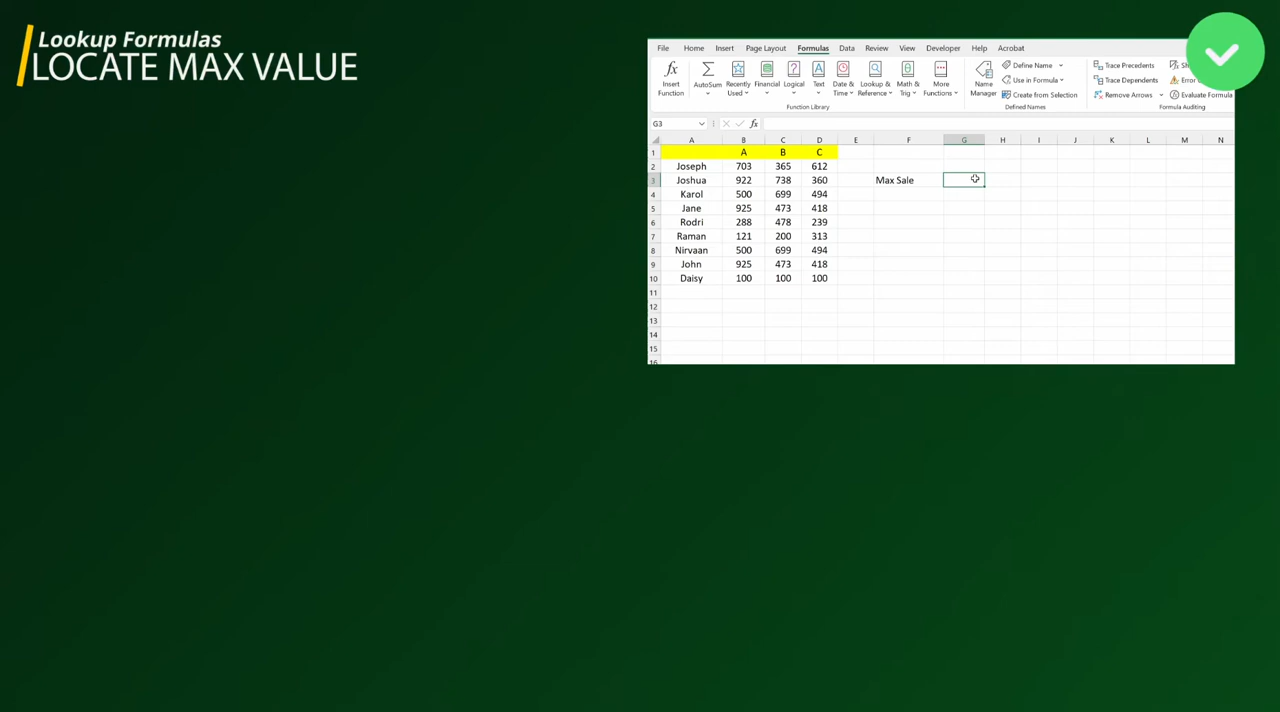 Lookup Formulas
LOCATE MAX VALUE
File Home Insert Page Layout Formulas Data Review View Developer Help Acrobat
fx Insert Function
Σ AutoSum
Recently Used
Financial
Logical
Text
Date & Time
Lookup & Reference
Math & Trig
More Functions
Function Library
Name Manager
Define Name
Use in Formula
Create from Selection
Defined Names
Trace Precedents
Trace Dependents
Remove Arrows
Evaluate Formula
Formula Auditing
G3 fx
A B C D E F G H I J K L M N
1 A B C
2 Joseph 703 365 612
3 Joshua 922 738 360 Max Sale
4 Karol 500 699 494
5 Jane 925 473 418
6 Rodri 288 478 239
7 Raman 121 200 313
8 Nirvaan 500 699 494
9 John 925 473 418
10 Daisy 100 100 100
11
12
13
14
15
16